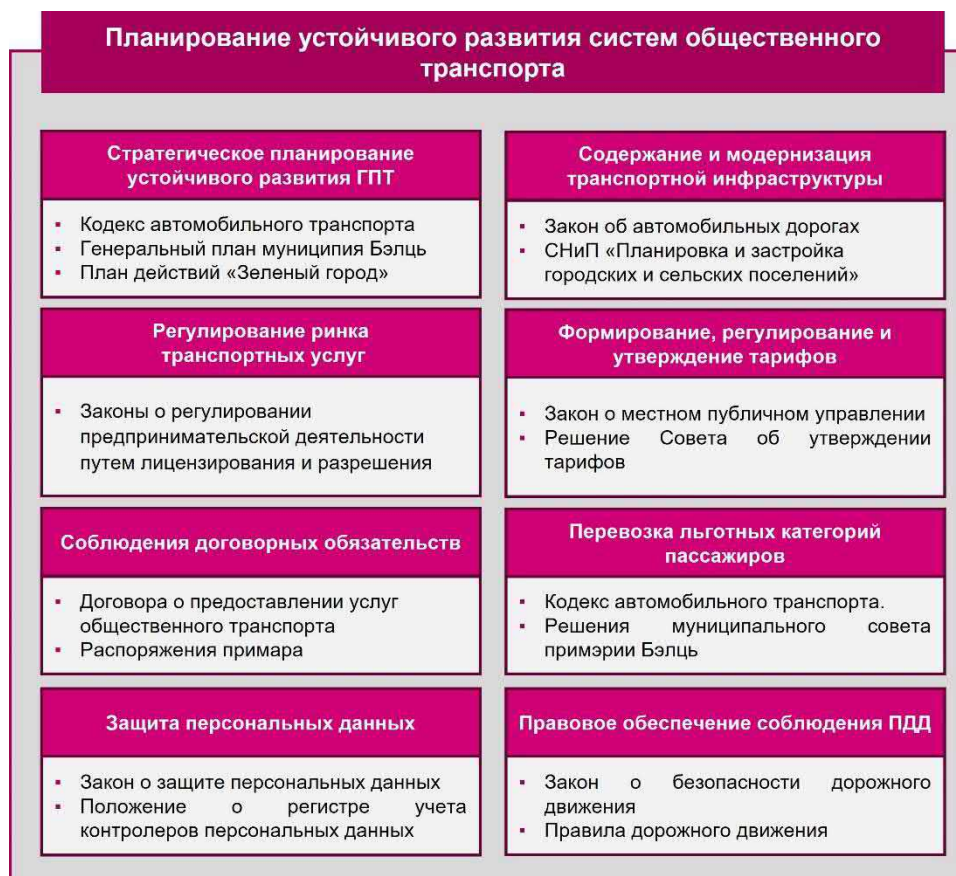 Планирование устойчивого развития систем общественного
транспорта
Стратегическое планирование
устойчивого развития ГПТ
▪ Кодекс автомобильного транспорта
▪ Генеральный план муниципия Бэлць
▪ План действий «Зеленый город»
Содержание и модернизация
транспортной инфраструктуры
▪ Закон об автомобильных дорогах
▪ СНиП «Планировка и застройка
городских и сельских поселений»
Регулирование ринка
транспортных услуг
▪ Законы о регулировании
предпринимательской деятельности
путем лицензирования и разрешения
Формирование, регулирование и
утверждение тарифов
▪ Закон о местном публичном управлении
▪ Решение Совета об утверждении
тарифов
Соблюдения договорных обязательств
▪ Договора о предоставлении услуг
общественного транспорта
▪ Распоряжения примара
Перевозка льготных категорий
пассажиров
▪ Кодекс автомобильного транспорта.
▪ Решения муниципального совета
примэрии Бэлць
Защита персональных данных
▪ Закон о защите персональных данных
▪ Положение о регистре учета
контролеров персональных данных
Правовое обеспечение соблюдения ПДД
▪ Закон о безопасности дорожного
движения
▪ Правила дорожного движения